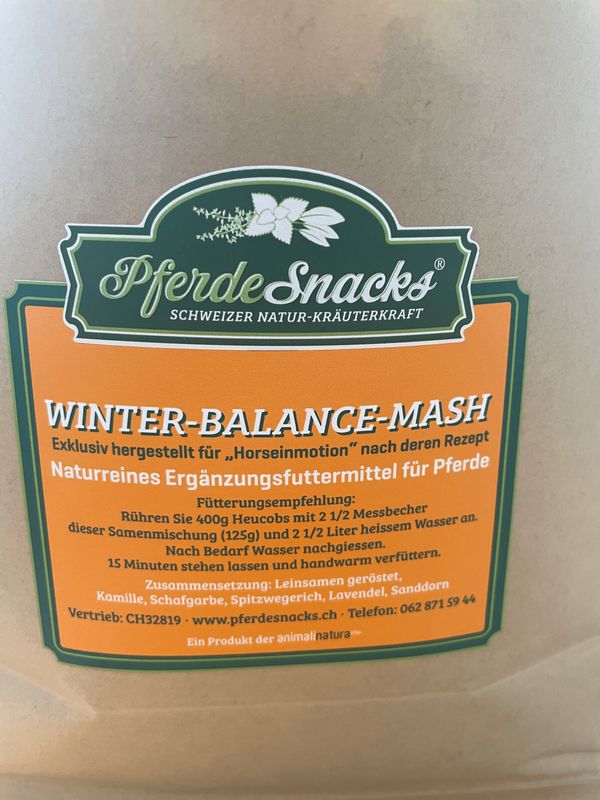 PferdeSnacks®
SCHWEIZER NATUR-KRÄUTERKRAFT
WINTER-BALANCE-MASH
Exklusiv hergestellt für „Horseinmotion" nach deren Rezept
Naturreines Ergänzungsfuttermittel für Pferde
Fütterungsempfehlung:
Rühren Sie 400g Heucobs mit 2 1/2 Messbecher
dieser Samenmischung (125g) und 2 1/2 Liter heissem Wasser an.
Nach Bedarf Wasser nachgiessen.
15 Minuten stehen lassen und handwarm verfüttern.
Zusammensetzung: Leinsamen geröstet,
Kamille, Schafgarbe, Spitzwegerich, Lavendel, Sanddorn
Vertrieb: CH32819 · www.pferdesnacks.ch · Telefon: 062 871 59 44
Ein Produkt der animalinatura